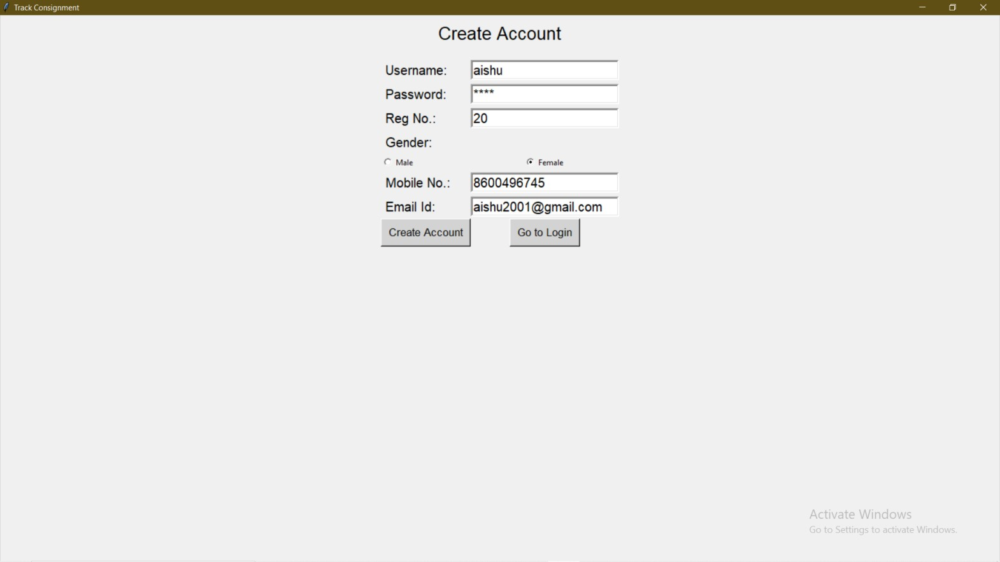 Track Consignment
Create Account
Username: aishu
Password: ****
Reg No.: 20
Gender:
Male Female
Mobile No.: 8600496745
Email Id: aishu2001@gmail.com
Create Account Go to Login
Activate Windows
Go to Settings to activate Windows.